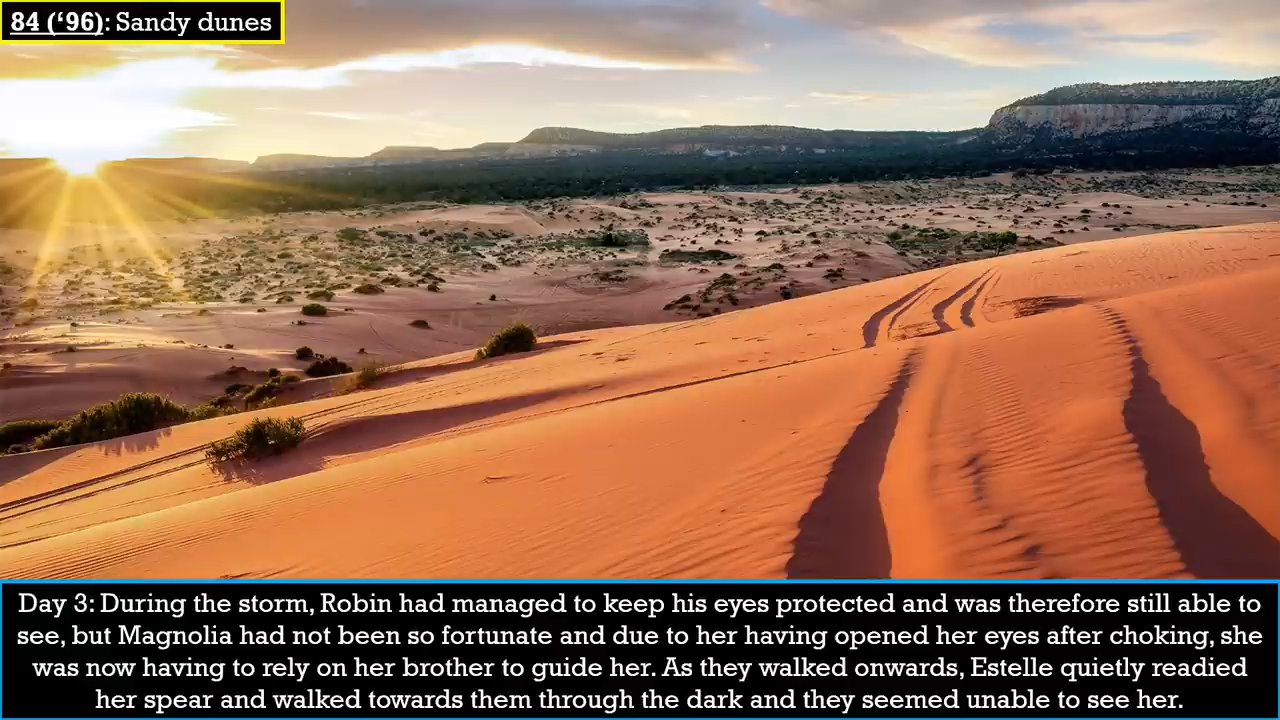 84 (‘96): Sandy dunes
Day 3: During the storm, Robin had managed to keep his eyes protected and was therefore still able to
see, but Magnolia had not been so fortunate and due to her having opened her eyes after choking, she
was now having to rely on her brother to guide her. As they walked onwards, Estelle quietly readied
her spear and walked towards them through the dark and they seemed unable to see her.